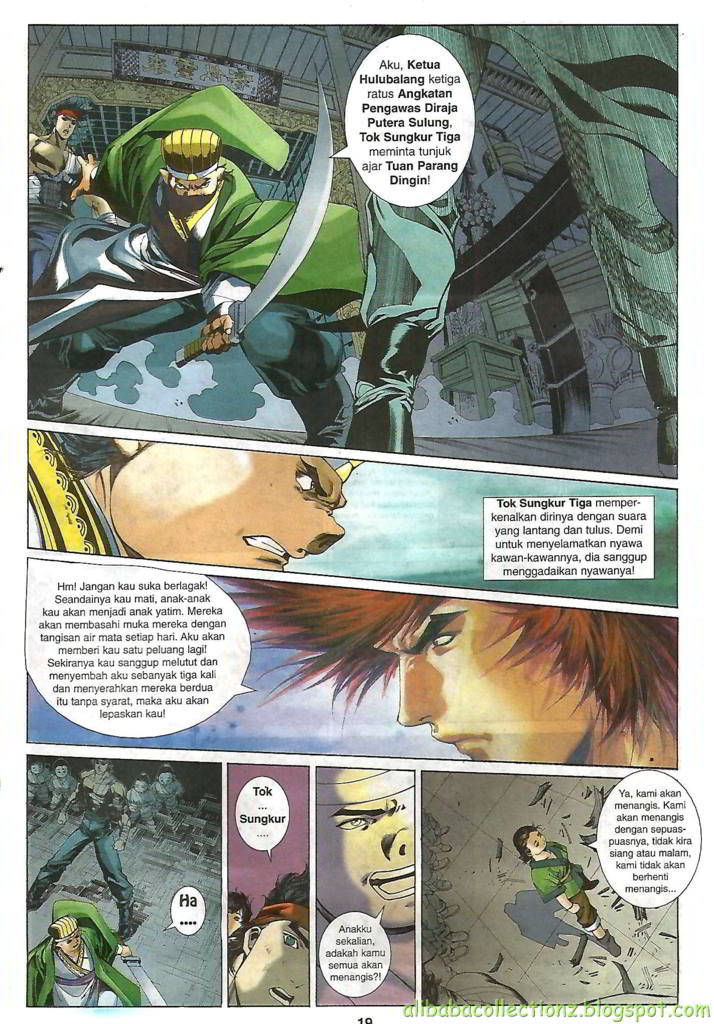 Aku, Ketua
Hulubalang ketiga
ratus Angkatan
Pengawas Diraja
Putera Sulung,
Tok Sungkur Tiga
meminta tunjuk
ajar Tuan Parang
Dingin!
Tok Sungkur Tiga memper-
kenalkan dirinya dengan suara
yang lantang dan tulus. Demi
untuk menyelamatkan nyawa
kawan-kawannya, dia sanggup
menggadaikan nyawanya!
Hm! Jangan kau suka berlagak!
Seandainya kau mati, anak-anak
kau akan menjadi anak yatim. Mereka
akan membasahi muka mereka dengan
tangisan air mata setiap hari. Aku akan
memberi kau satu peluang lagi!
Sekiranya kau sanggup melutut dan
menyembah aku sebanyak tiga kali
dan menyerahkan mereka berdua
itu tanpa syarat, maka aku akan
lepaskan kau!
Ha
....
Tok
...
Sungkur
....
Anakku
sekalian,
adakah kamu
semua akan
menangis?!
Ya, kami akan
menangis. Kami
akan menangis
dengan sepuas-
puasnya, tidak kira
siang atau malam,
kami tidak akan
berhenti
menangis...
19
alibabacollectionz.blogspot.com